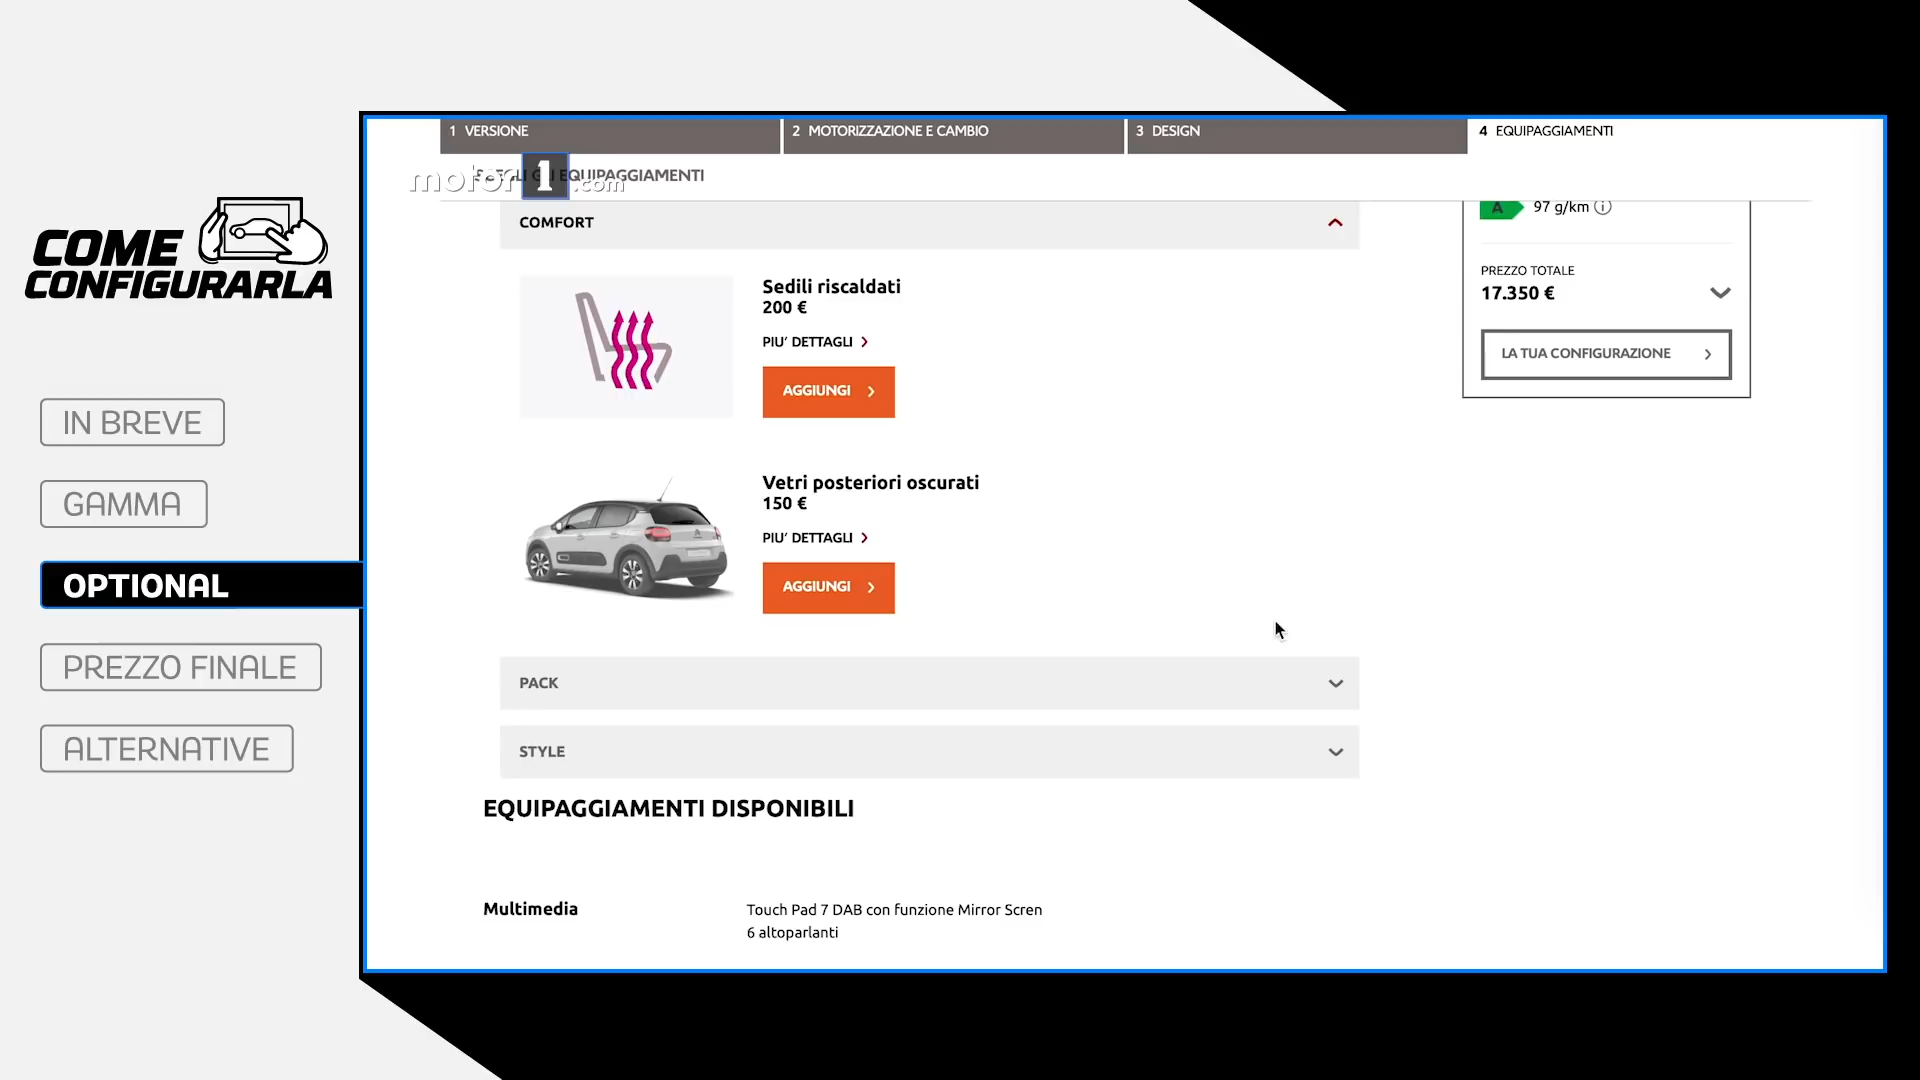 COME
CONFIGURARLA
IN BREVE
GAMMA
OPTIONAL
PREZZO FINALE
ALTERNATIVE
1 VERSIONE
2 MOTORIZZAZIONE E CAMBIO
3 DESIGN
4 EQUIPAGGIAMENTI
motor1.com
EQUIPAGGIAMENTI
COMFORT
Sedili riscaldati
200 €
PIU' DETTAGLI
AGGIUNGI
Vetri posteriori oscurati
150 €
PIU' DETTAGLI
AGGIUNGI
PACK
STYLE
EQUIPAGGIAMENTI DISPONIBILI
Multimedia
Touch Pad 7 DAB con funzione Mirror Scren
6 altoparlanti
A 97 g/km
PREZZO TOTALE
17.350 €
LA TUA CONFIGURAZIONE